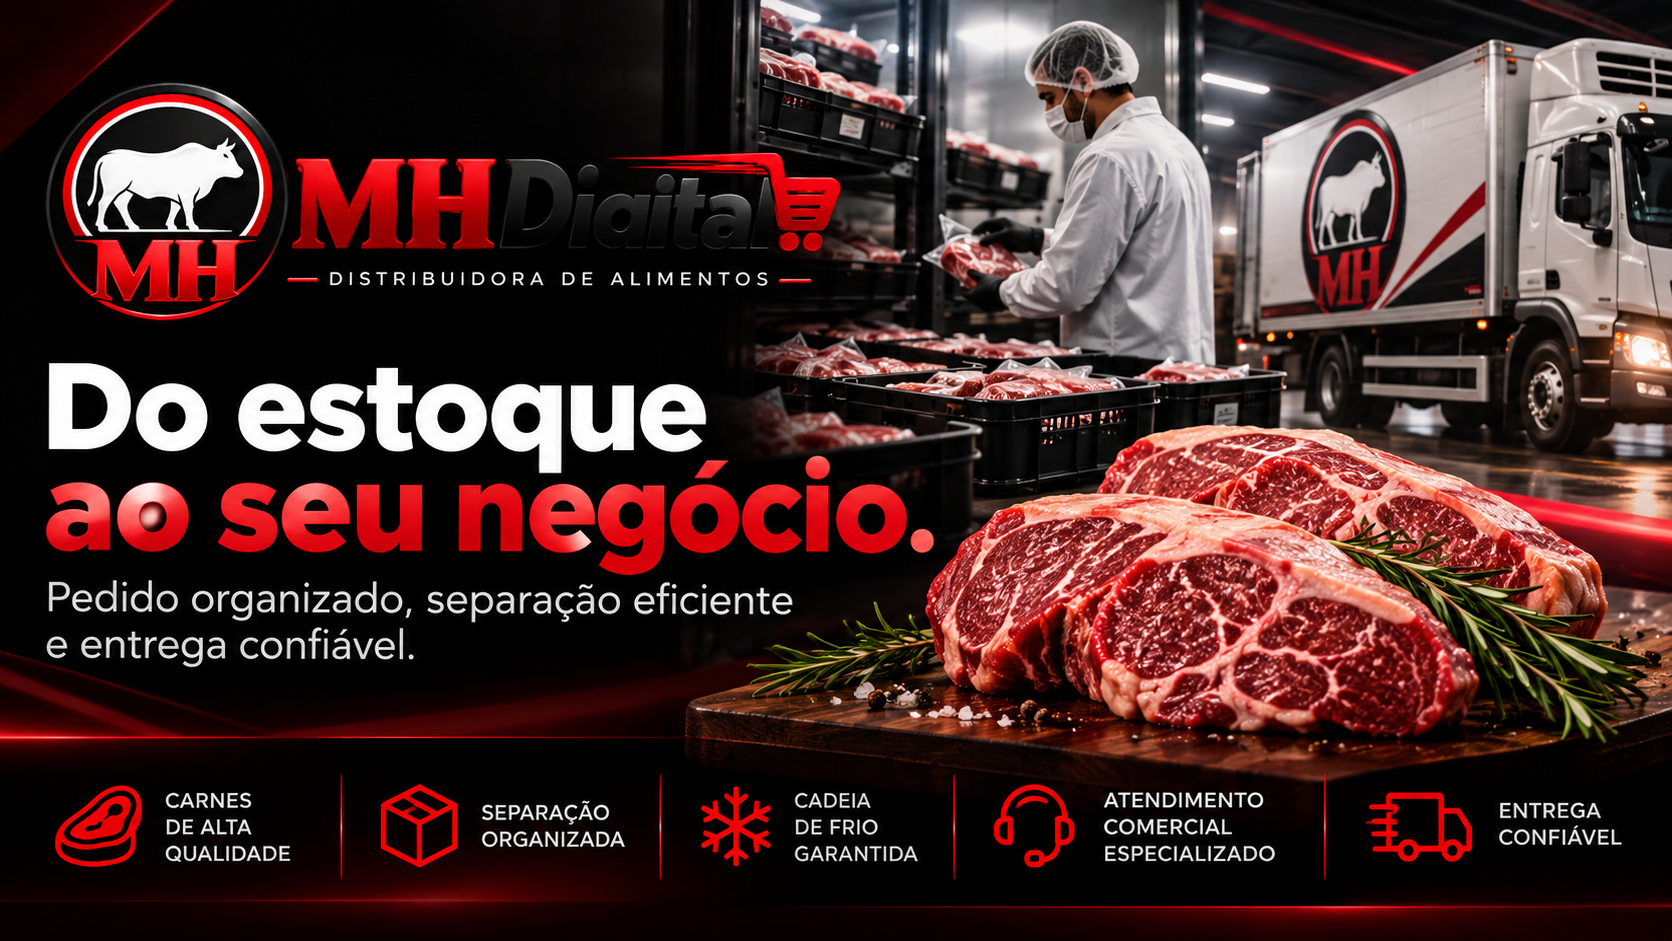 MH
MHDigital
DISTRIBUIDORA DE ALIMENTOS
MH
Do estoque
ao seu negócio.
Pedido organizado, separação eficiente
e entrega confiável.
CARNES
DE ALTA
QUALIDADE
SEPARAÇÃO
ORGANIZADA
CADEIA
DE FRIO
GARANTIDA
ATENDIMENTO
COMERCIAL
ESPECIALIZADO
ENTREGA
CONFIÁVEL